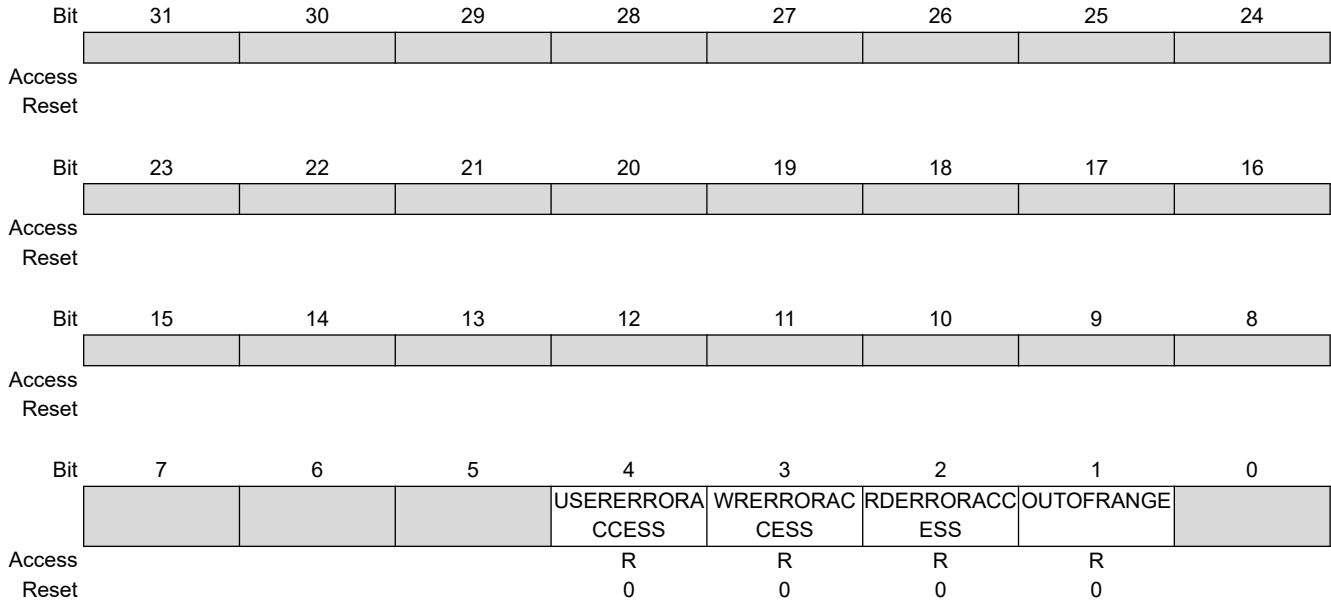 Bit 31 30 29 28 27 26 25 24
Access
Reset
Bit 23 22 21 20 19 18 17 16
Access
Reset
Bit 15 14 13 12 11 10 9 8
Access
Reset
Bit 7 6 5 4 3 2 1 0
USERERRORA WRERRORAC RDERRORACC OUTOFRANGE
CCESS CESS ESS
Access R R R R
Reset 0 0 0 0